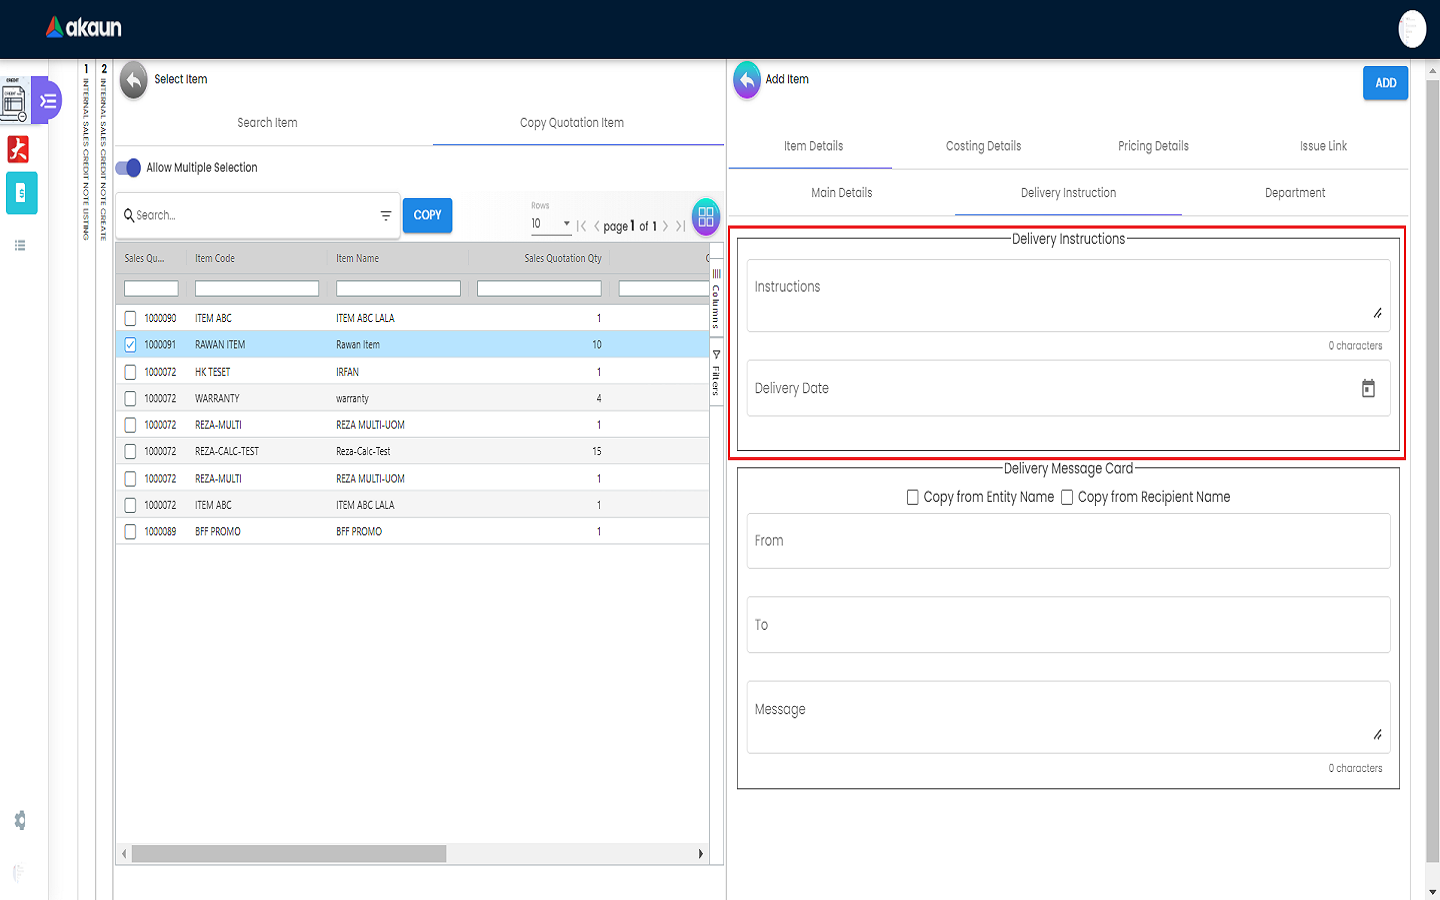 akaun
CREDIT
1 INTERNAL SALES CREDIT NOTE LISTING
2 INTERNAL SALES CREDIT NOTE CREATE
Select Item
Search Item
Copy Quotation Item
Allow Multiple Selection
Search...
COPY
Rows
10
page 1 of 1
Sales Qu... Item Code Item Name Sales Quotation Qty
1000090 ITEM ABC ITEM ABC LALA 1
1000091 RAWAN ITEM Rawan Item 10
1000072 HK TESET IRFAN 1
1000072 WARRANTY warranty 4
1000072 REZA-MULTI REZA MULTI-UOM 1
1000072 REZA-CALC-TEST Reza-Calc-Test 15
1000072 REZA-MULTI REZA MULTI-UOM 1
1000072 ITEM ABC ITEM ABC LALA 1
1000089 BFF PROMO BFF PROMO 1
Columns
Filters
Add Item
ADD
Item Details Costing Details Pricing Details Issue Link
Main Details Delivery Instruction Department
Delivery Instructions
Instructions
0 characters
Delivery Date
Delivery Message Card
Copy from Entity Name Copy from Recipient Name
From
To
Message
0 characters